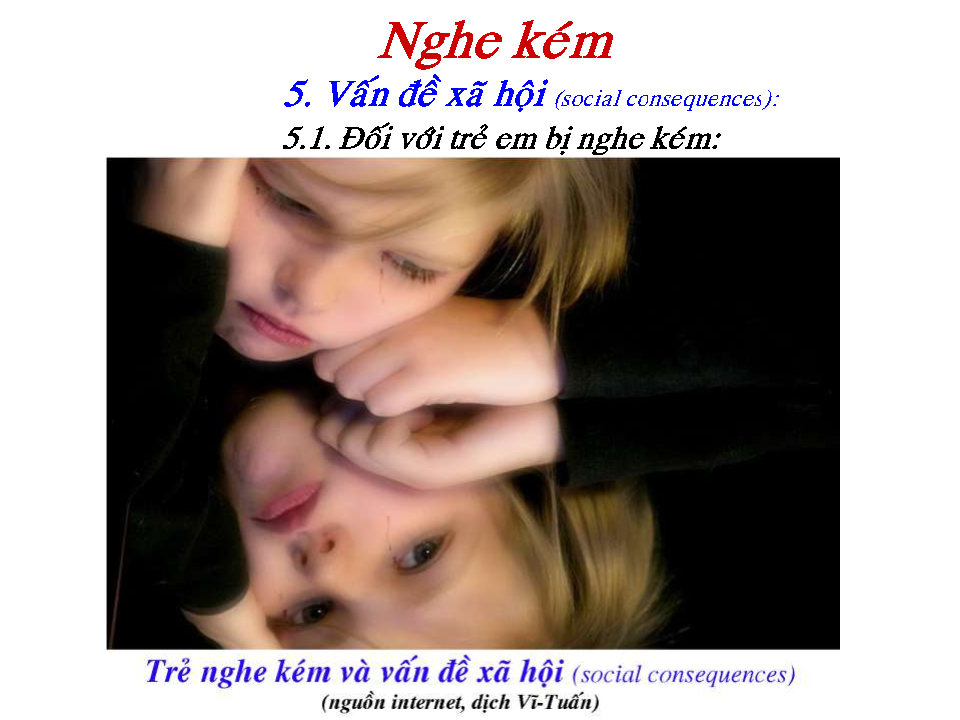 Nghe kém
5. Vấn đề xã hội (social consequences):
5.1. Đối với trẻ em bị nghe kém:
Trẻ nghe kém và vấn đề xã hội (social consequences)
(nguồn internet, dịch Vĩ-Tuấn)